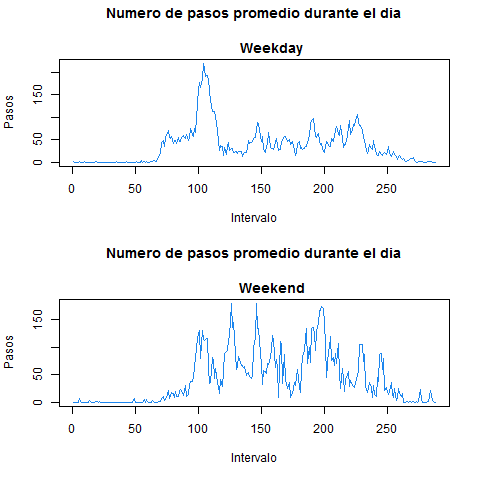 Numero de pasos promedio durante el dia
Weekday
Pasos
150
50
0
0 50 100 150 200 250
Intervalo
Numero de pasos promedio durante el dia
Weekend
Pasos
150
50
0
0 50 100 150 200 250
Intervalo